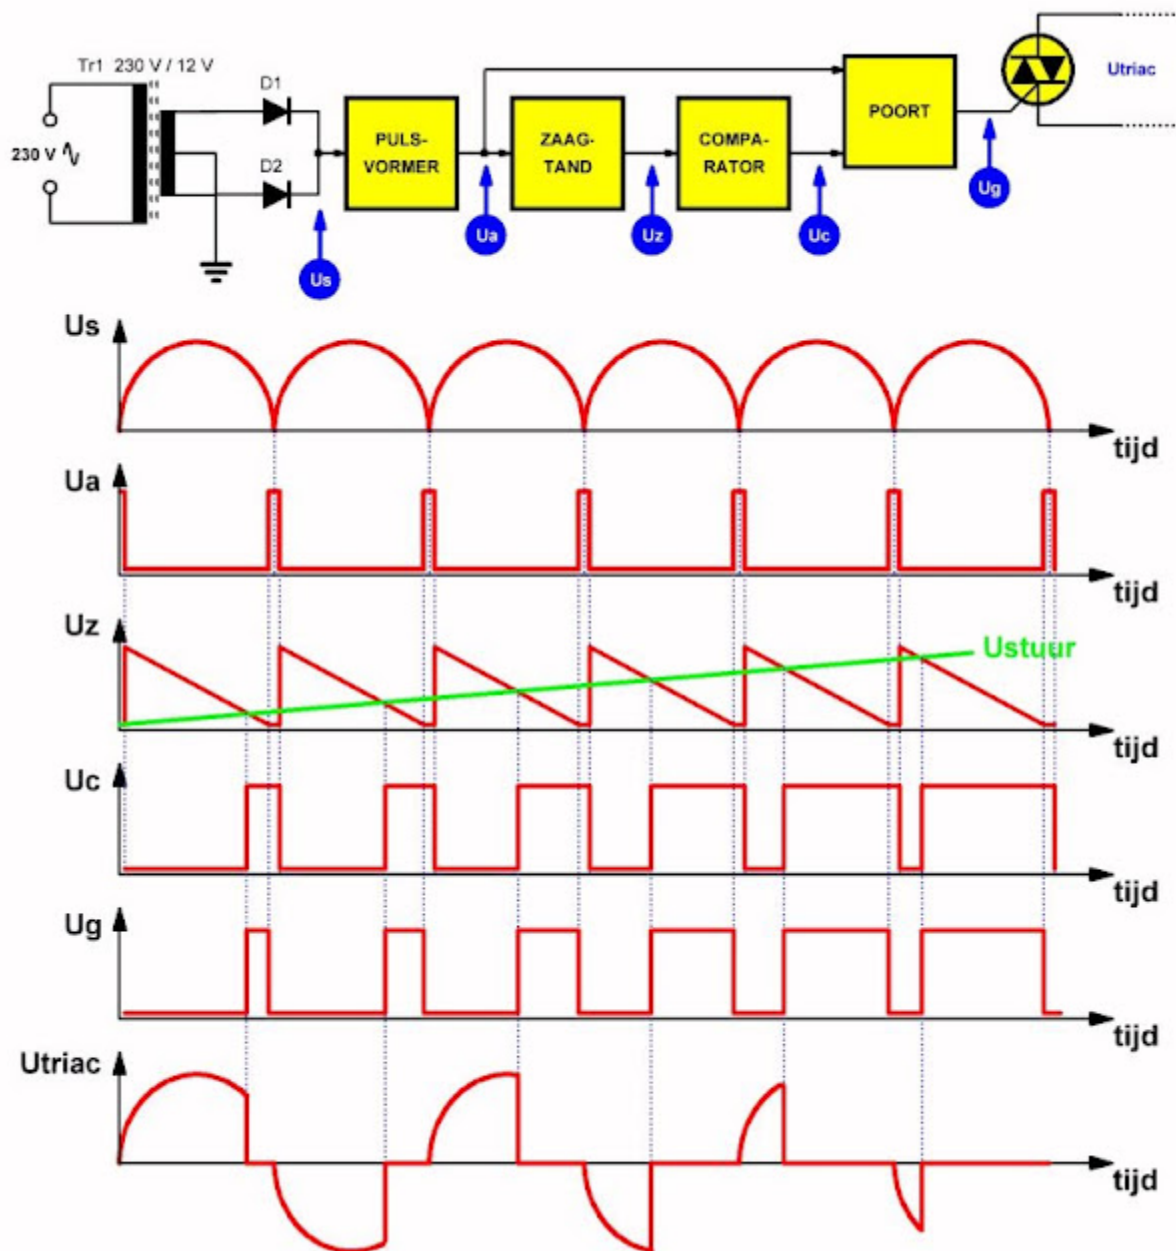 Tr1 230 V / 12 V
D1
D2
230 V
PULS-
VORMER
ZAAG-
TAND
COMPA-
RATOR
POORT
Utriac
Us
Ua
Uz
Uc
Ug
Us
tijd
Ua
tijd
Uz
Ustuur
tijd
Uc
tijd
Ug
tijd
Utriac
tijd